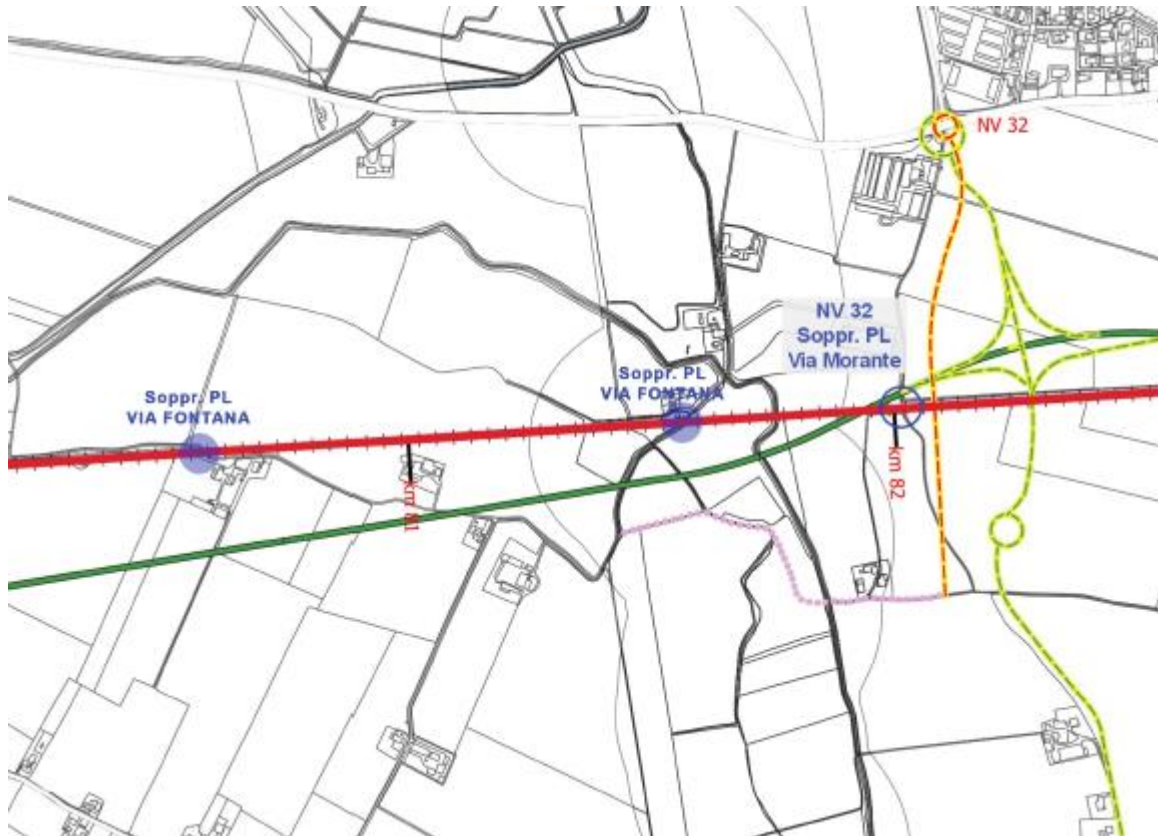 NV 32
NV 32
Soppr. PL
Via Morante
Soppr. PL
VIA FONTANA
Soppr. PL
VIA FONTANA
km 81
km 82